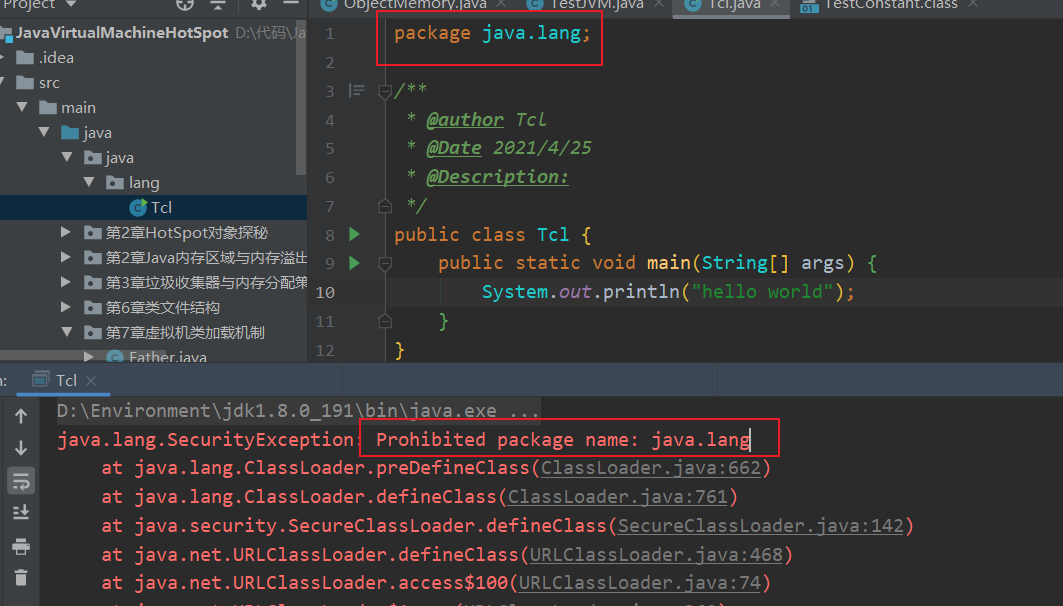 Project
ObjectMemory.java
TestJVM.java
Tcl.java
TestConstant.class
JavaVirtualMachineHotSpot D:\代码\Ja
.idea
src
main
java
java
lang
Tcl
第2章HotSpot对象探秘
第2章Java内存区域与内存溢出
第3章垃圾收集器与内存分配策
第6章类文件结构
第7章虚拟机类加载机制
Father.java
1 package java.lang;
2
3 /**
4 * @author Tcl
5 * @Date 2021/4/25
6 * @Description:
7 */
8 public class Tcl {
9 public static void main(String[] args) {
10 System.out.println("hello world");
11 }
12 }
n: Tcl
D:\Environment\jdk1.8.0_191\bin\java.exe ...
java.lang.SecurityException: Prohibited package name: java.lang
at java.lang.ClassLoader.preDefineClass(ClassLoader.java:662)
at java.lang.ClassLoader.defineClass(ClassLoader.java:761)
at java.security.SecureClassLoader.defineClass(SecureClassLoader.java:142)
at java.net.URLClassLoader.defineClass(URLClassLoader.java:468)
at java.net.URLClassLoader.access$100(URLClassLoader.java:74)